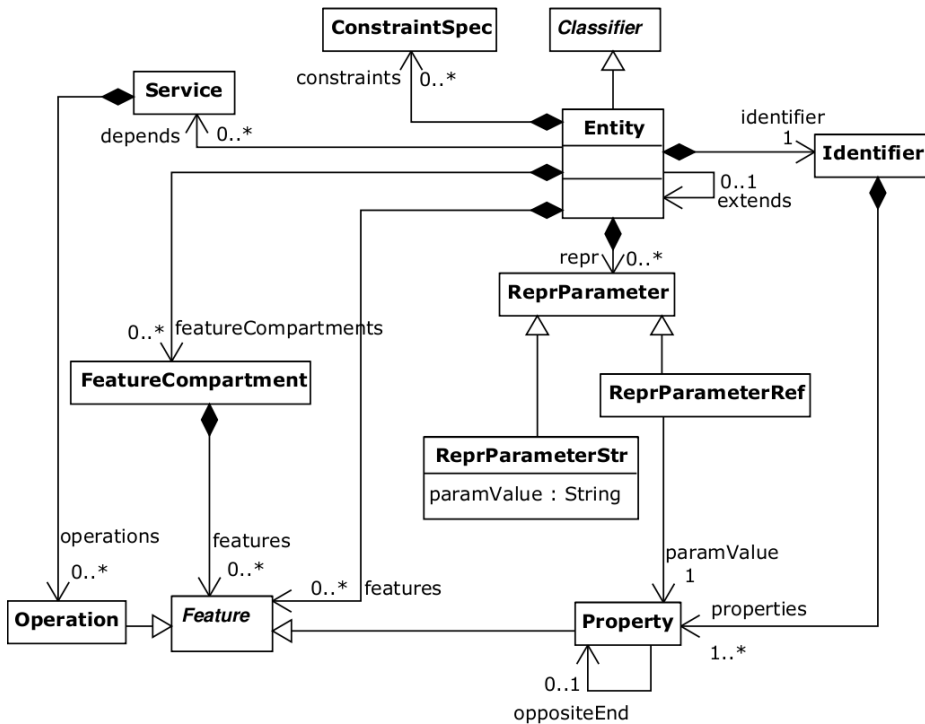 ConstraintSpec
Classifier
constraints
0..*
Service
depends
0..*
Entity
identifier
1
Identifier
0..1
extends
repr
0..*
ReprParameter
0..*
featureCompartments
FeatureCompartment
ReprParameterRef
ReprParameterStr
paramValue : String
operations
0..*
features
0..*
0..*
features
paramValue
1
Operation
Feature
Property
properties
1..*
0..1
oppositeEnd